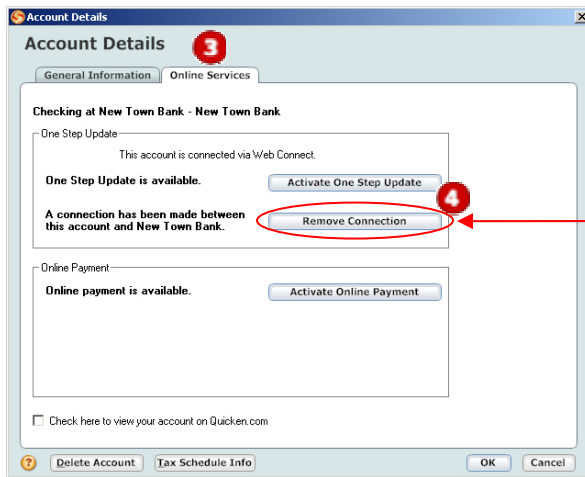 Account Details
Account Details
3
General Information
Online Services
Checking at New Town Bank - New Town Bank
One Step Update
This account is connected via Web Connect.
One Step Update is available.
Activate One Step Update
4
A connection has been made between
this account and New Town Bank.
Remove Connection
Online Payment
Online payment is available.
Activate Online Payment
Check here to view your account on Quicken.com
?
Delete Account
Tax Schedule Info
OK
Cancel